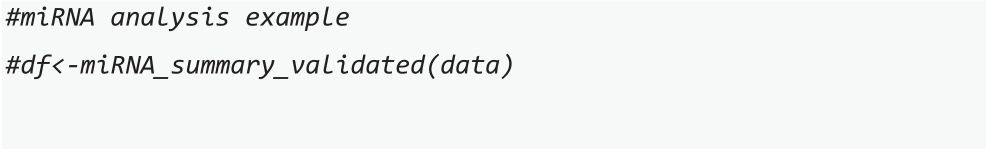 #miRNA analysis example
#df<-miRNA_summary_validated(data)